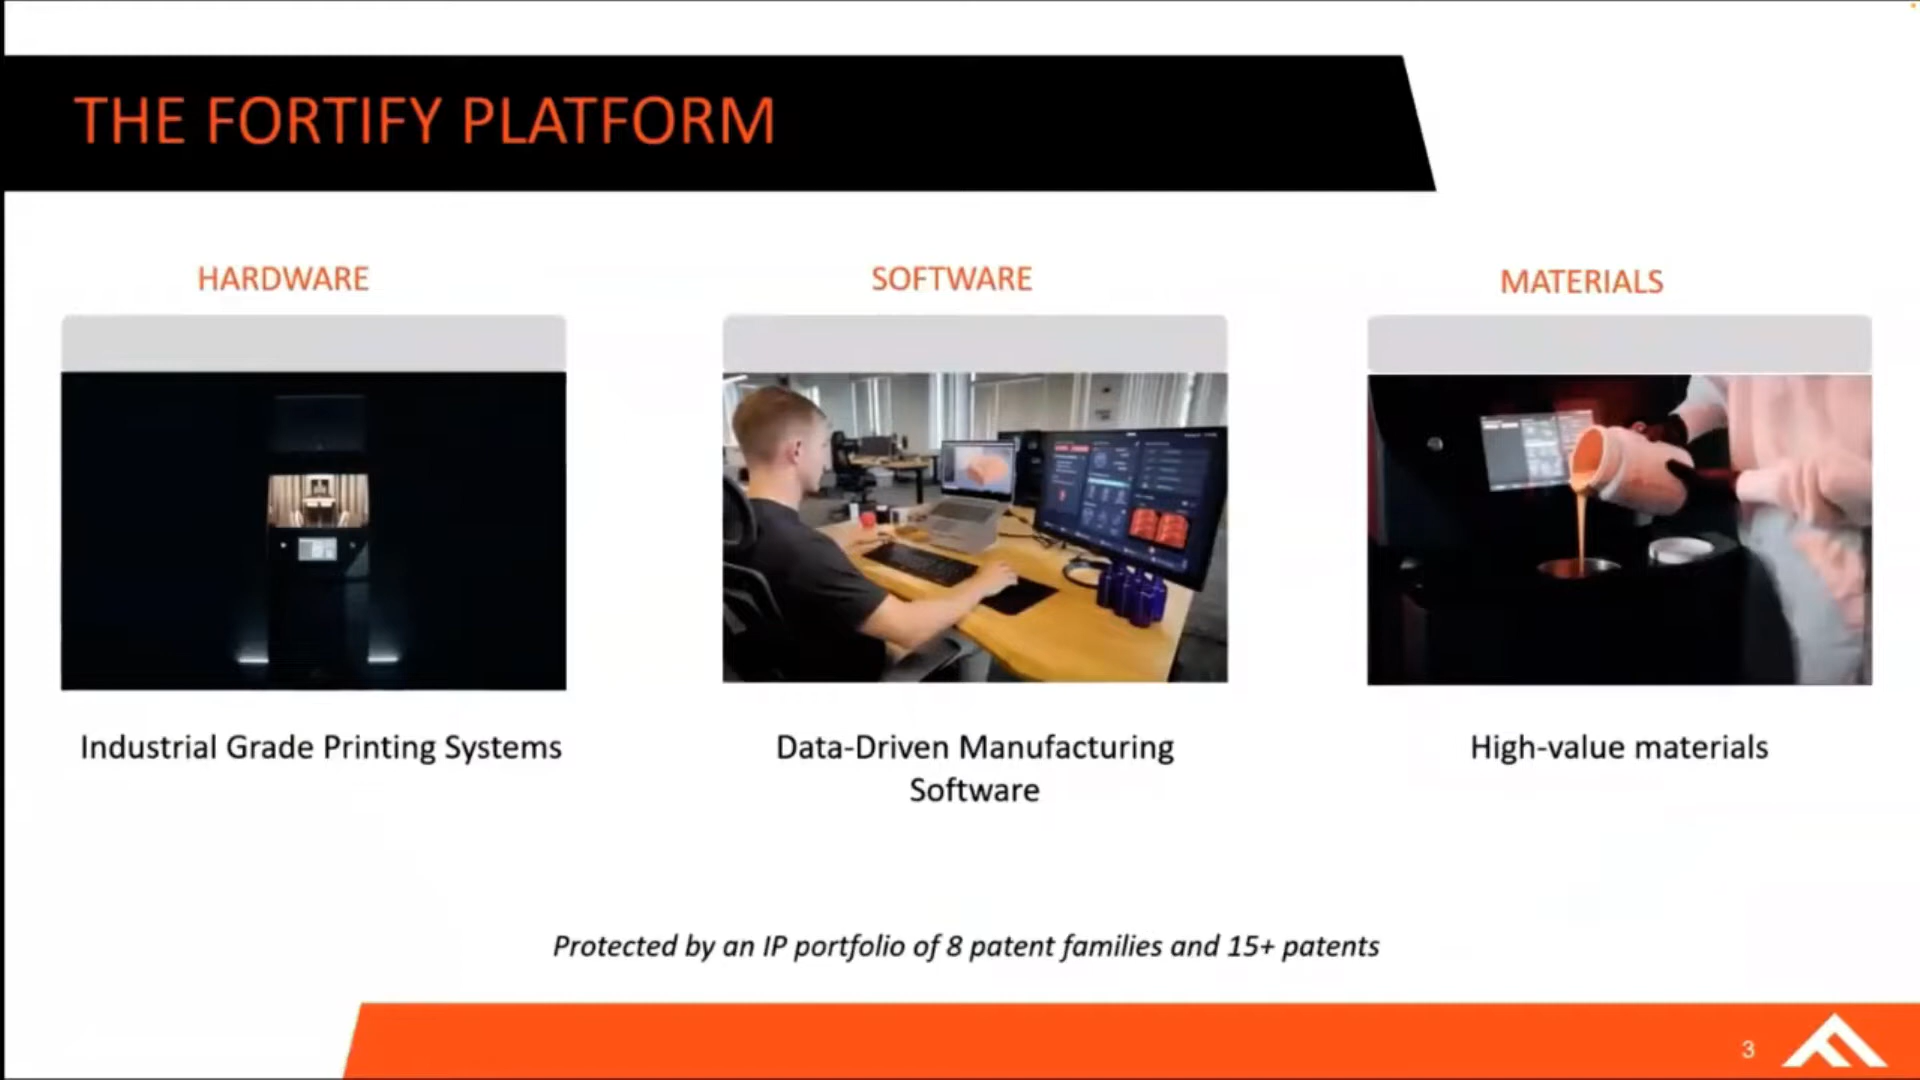 THE FORTIFY PLATFORM
HARDWARE
SOFTWARE
MATERIALS
Industrial Grade Printing Systems
Data-Driven Manufacturing
Software
High-value materials
Protected by an IP portfolio of 8 patent families and 15+ patents
3